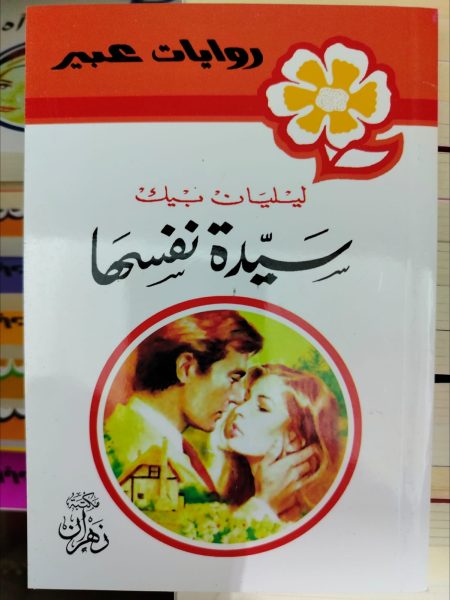 روايات عبير
ليليان بيك
سيّدة نفسها
مكتبة
زهران